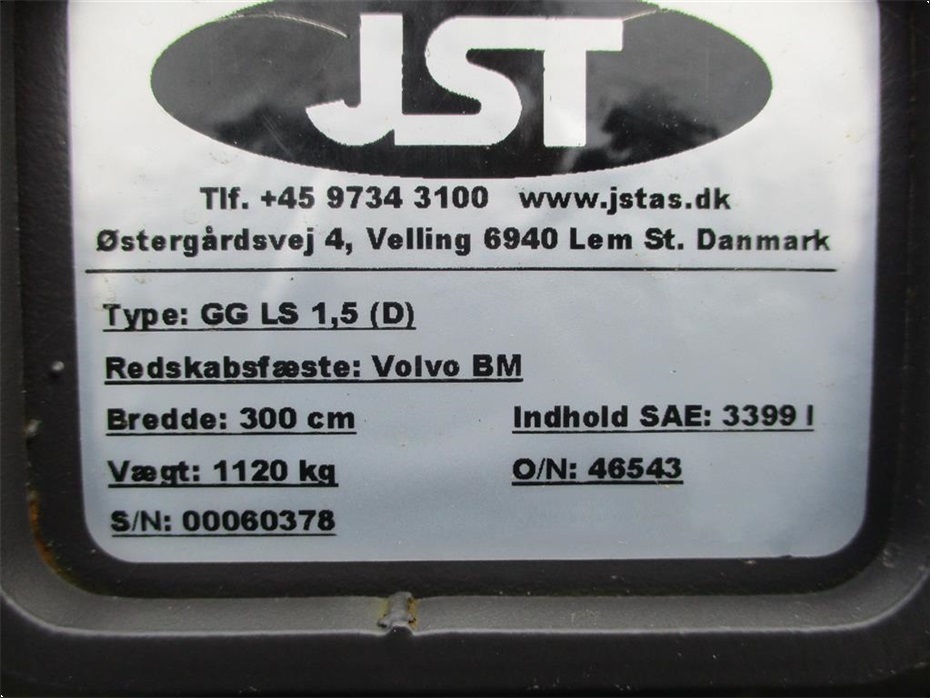 JST
Tlf. +45 9734 3100 www.jstas.dk
Østergårdsvej 4, Velling 6940 Lem St. Danmark
Type: GG LS 1,5 (D)
Redskabsfæste: Volvo BM
Bredde: 300 cm Indhold SAE: 3399 l
Vægt: 1120 kg O/N: 46543
S/N: 00060378